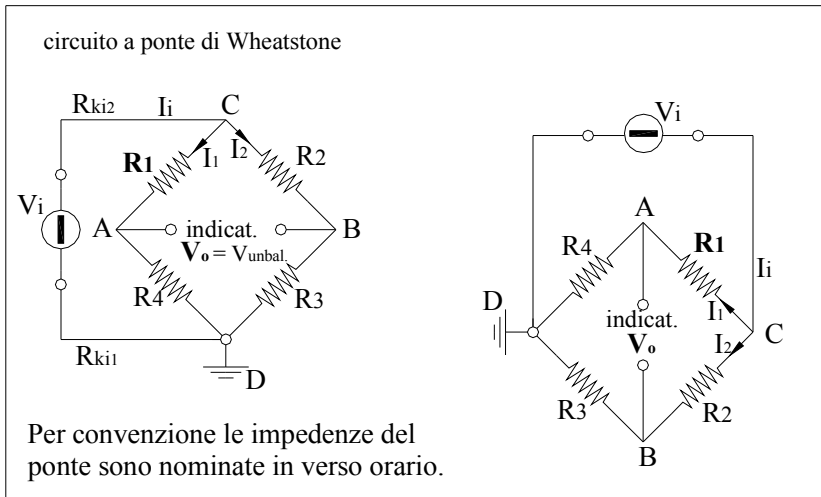 circuito a ponte di Wheatstone
Rki2
Ii
C
R1
I1
I2
R2
Vi
A
indicat.
Vo = Vunbal.
B
R4
R3
Rki1
D
Per convenzione le impedenze del
ponte sono nominate in verso orario.
Vi
A
R4
R1
Ii
D
indicat.
Vo
I1
C
I2
R3
R2
B